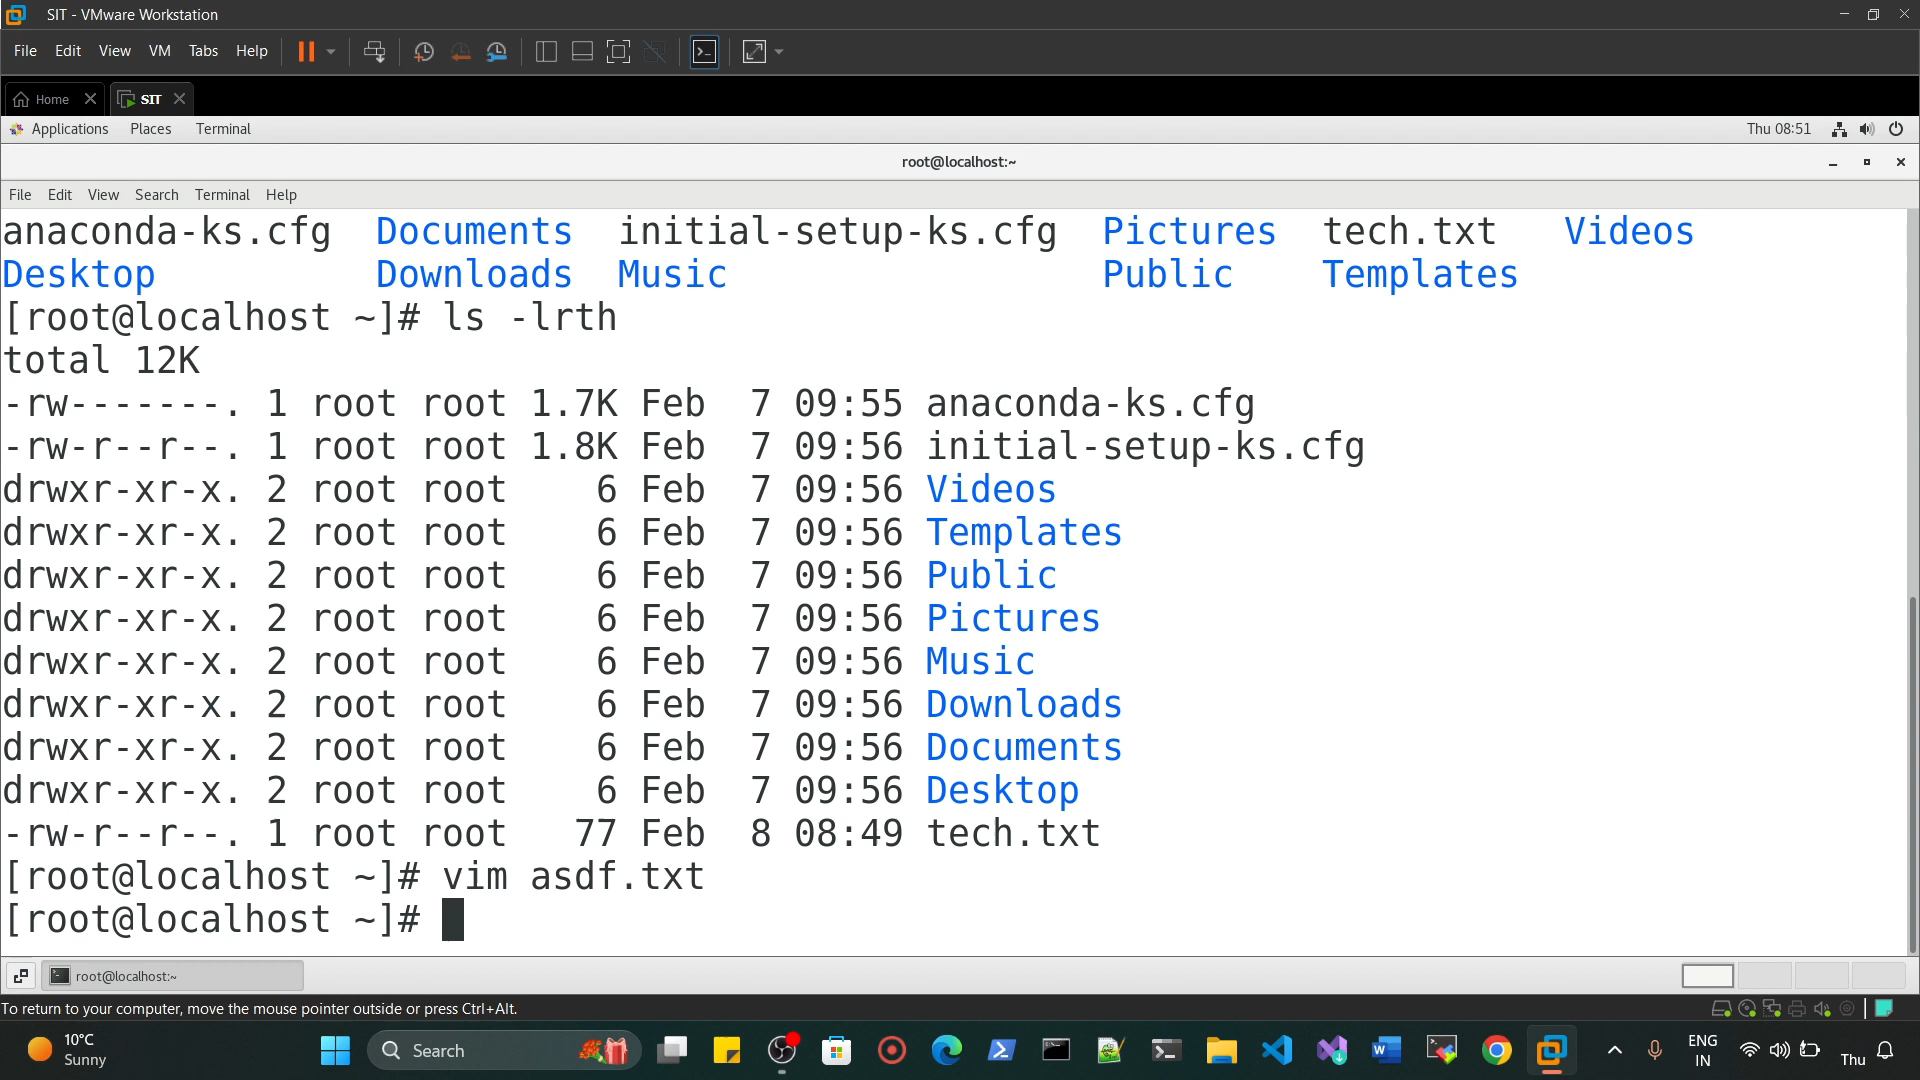 SIT - VMware Workstation
File Edit View VM Tabs Help
Home SIT
Applications Places Terminal Thu 08:51
root@localhost:~
File Edit View Search Terminal Help
anaconda-ks.cfg Documents initial-setup-ks.cfg Pictures tech.txt Videos
Desktop Downloads Music Public Templates
[root@localhost ~]# ls -lrth
total 12K
-rw-------. 1 root root 1.7K Feb 7 09:55 anaconda-ks.cfg
-rw-r--r--. 1 root root 1.8K Feb 7 09:56 initial-setup-ks.cfg
drwxr-xr-x. 2 root root 6 Feb 7 09:56 Videos
drwxr-xr-x. 2 root root 6 Feb 7 09:56 Templates
drwxr-xr-x. 2 root root 6 Feb 7 09:56 Public
drwxr-xr-x. 2 root root 6 Feb 7 09:56 Pictures
drwxr-xr-x. 2 root root 6 Feb 7 09:56 Music
drwxr-xr-x. 2 root root 6 Feb 7 09:56 Downloads
drwxr-xr-x. 2 root root 6 Feb 7 09:56 Documents
drwxr-xr-x. 2 root root 6 Feb 7 09:56 Desktop
-rw-r--r--. 1 root root 77 Feb 8 08:49 tech.txt
[root@localhost ~]# vim asdf.txt
[root@localhost ~]#
root@localhost:~
To return to your computer, move the mouse pointer outside or press Ctrl+Alt.
10°C
Sunny
Search
ENG
IN
Thu